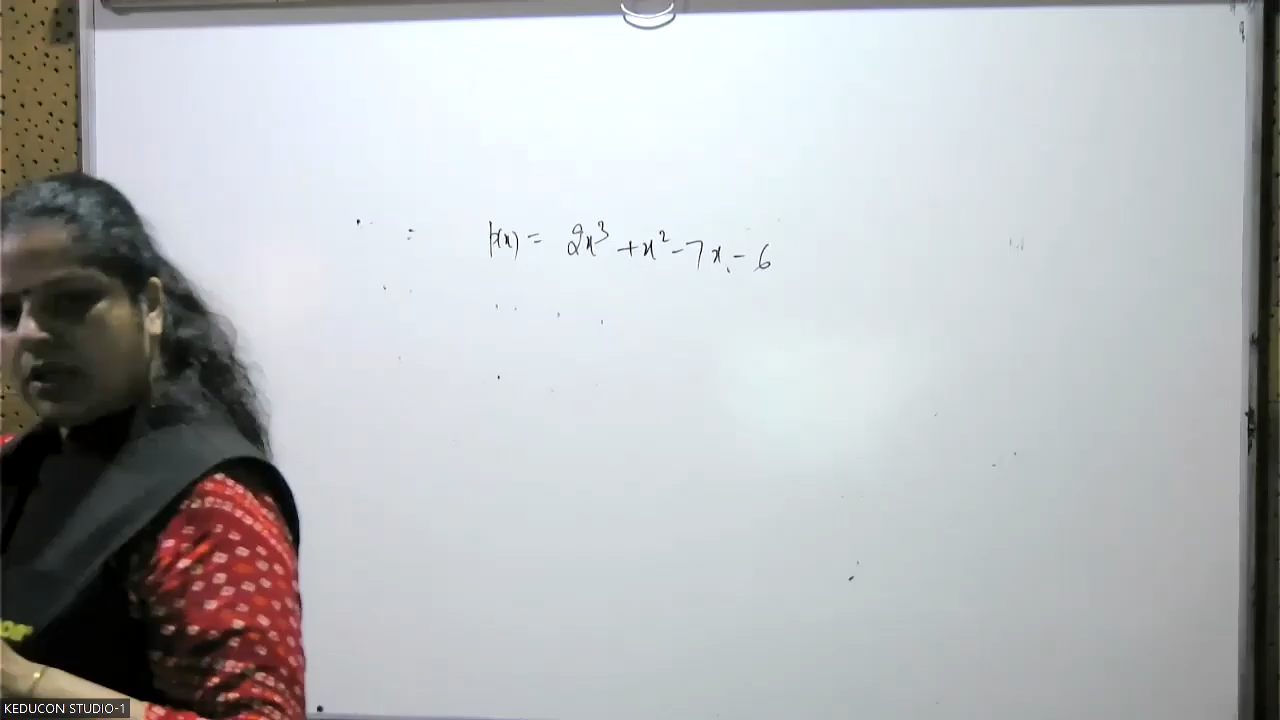 p(x) = 2x³ + x² - 7x - 6
KEDUCON STUDIO-1